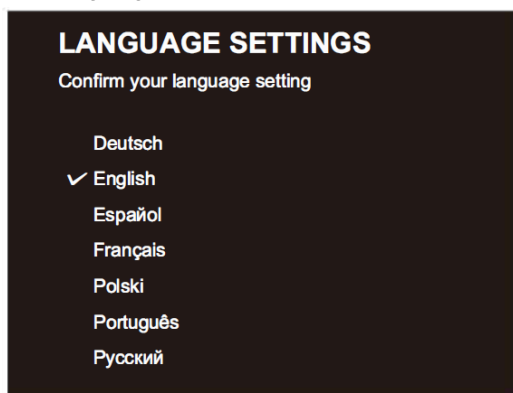 LANGUAGE SETTINGS
Confirm your language setting
Deutsch
✓ English
Espaйol
Français
Polski
Português
Русский